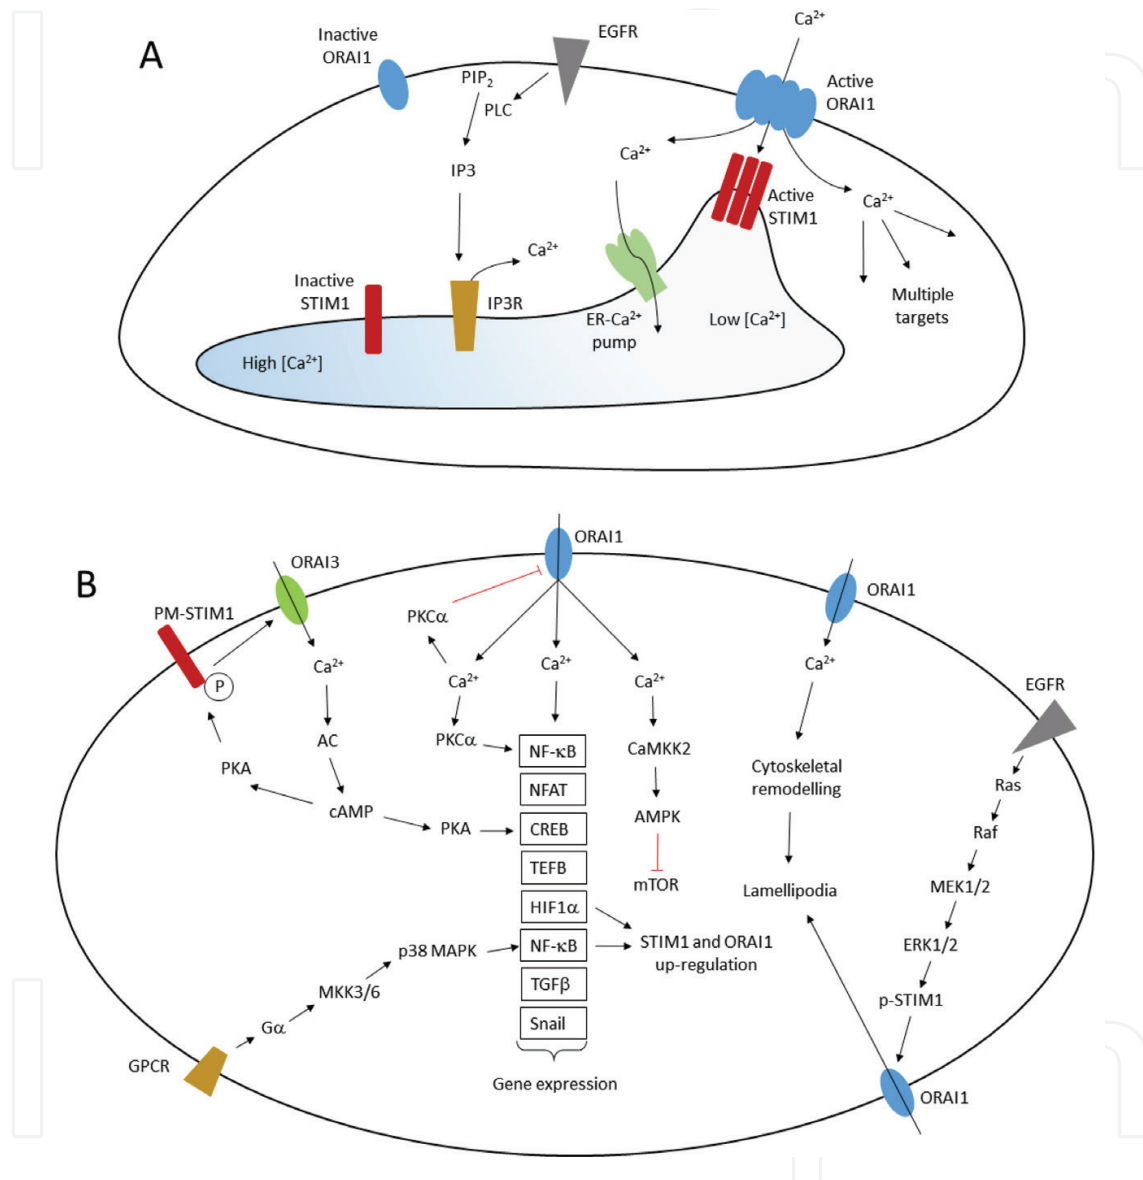 A
Inactive
ORAI1
EGFR
Ca²⁺
PIP₂
PLC
Active
ORAI1
Ca²⁺
IP3
Active
STIM1
Ca²⁺
Ca²⁺
Inactive
STIM1
IP3R
Multiple
targets
ER-Ca²⁺
pump
Low [Ca²⁺]
High [Ca²⁺]
B
ORAI1
ORAI3
ORAI1
PM-STIM1
PKCα
P
Ca²⁺
Ca²⁺
Ca²⁺
Ca²⁺
Ca²⁺
EGFR
AC
PKCα
NF-κB
CaMKK2
PKA
Cytoskeletal
remodelling
Ras
NFAT
cAMP
PKA
CREB
AMPK
Raf
TEFB
mTOR
Lamellipodia
MEK1/2
HIF1α
p38 MAPK
NF-κB
STIM1 and ORAI1
up-regulation
ERK1/2
MKK3/6
TGFβ
p-STIM1
Gα
Snail
GPCR
Gene expression
ORAI1